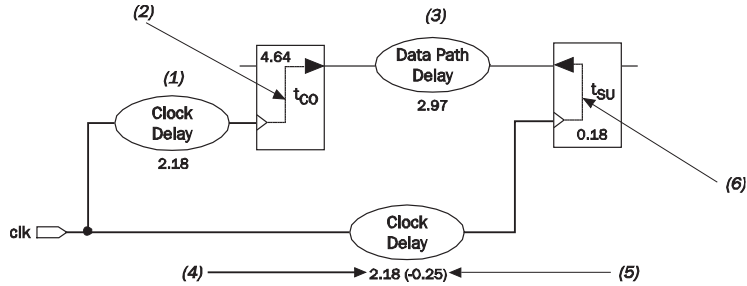 (2)
(3)
4.64
Data Path
Delay
2.97
(1)
Clock
Delay
2.18
tCO
tSU
0.18
(6)
clk
Clock
Delay
(4)
2.18 (-0.25)
(5)